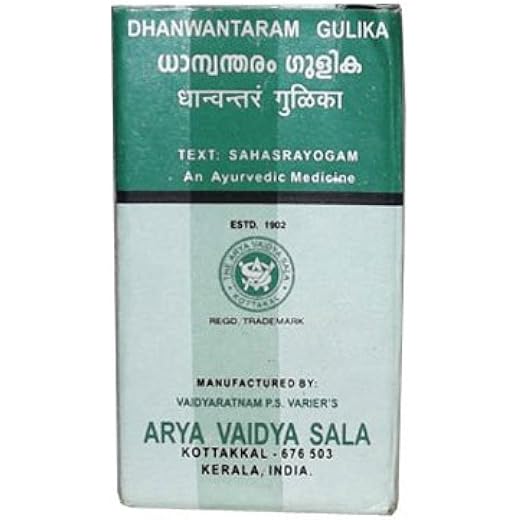 DHANWANTARAM GULIKA
ധാന്വന്തരം ഗുളിക
धान्वन्तरं गुळिका
TEXT: SAHASRAYOGAM
An Ayurvedic Medicine
ESTD. 1902
THE ARYA VAIDYA SALA
KOTTAKKAL
REGD. TRADEMARK
MANUFACTURED BY:
VAIDYARATNAM P.S. VARIER'S
ARYA VAIDYA SALA
KOTTAKKAL - 676 503
KERALA, INDIA.